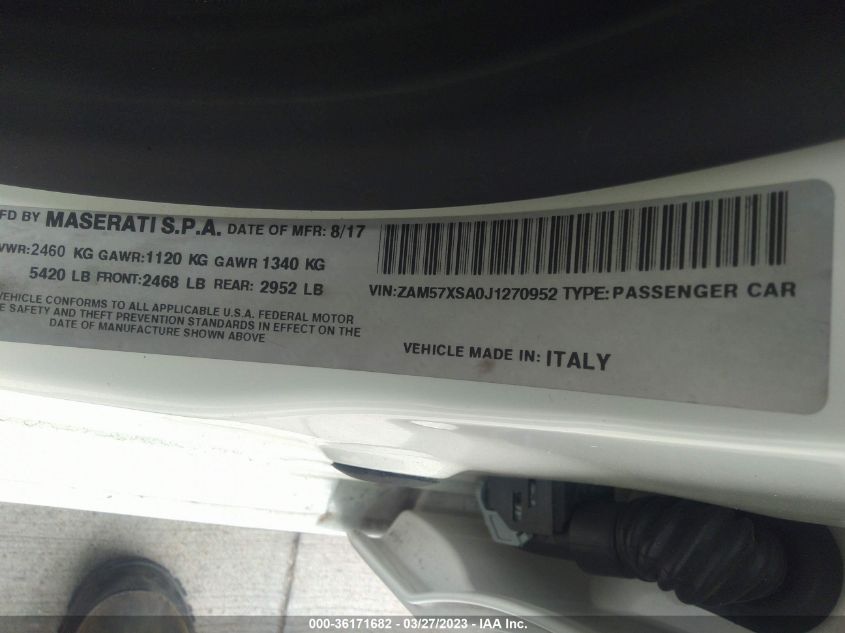 FD BY MASERATI S.P.A. DATE OF MFR: 8/17
VWR:2460 KG GAWR:1120 KG GAWR 1340 KG
5420 LB FRONT:2468 LB REAR: 2952 LB
VEHICLE CONFORMS TO ALL APPLICABLE U.S.A. FEDERAL MOTOR
E SAFETY AND THEFT PREVENTION STANDARDS IN EFFECT ON THE
DATE OF MANUFACTURE SHOWN ABOVE
VIN:ZAM57XSA0J1270952 TYPE:PASSENGER CAR
VEHICLE MADE IN: ITALY
000-36171682 - 03/27/2023 - IAA Inc.